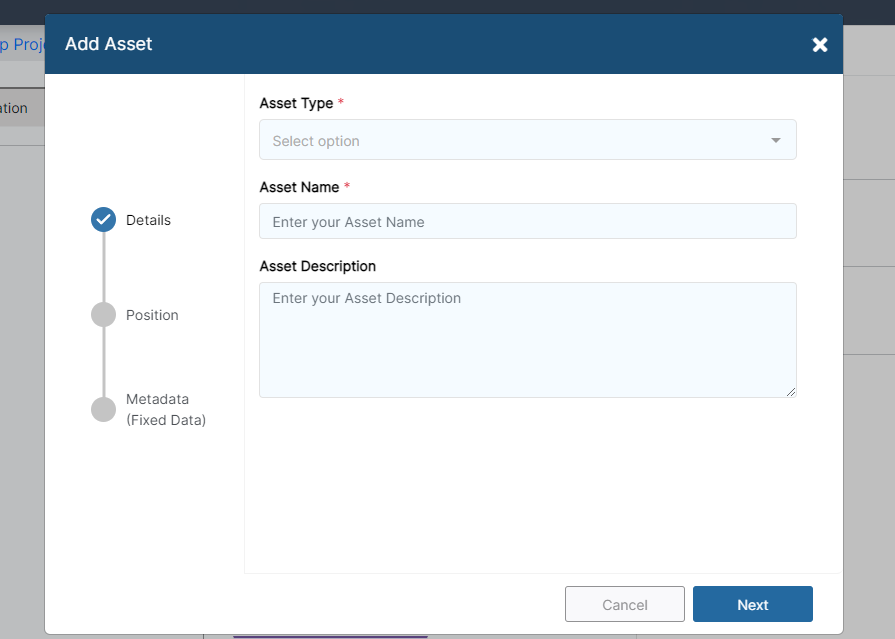 Add Asset
p Proje
ation
Asset Type *
Select option
Asset Name *
Enter your Asset Name
Details
Asset Description
Enter your Asset Description
Position
Metadata
(Fixed Data)
Cancel
Next